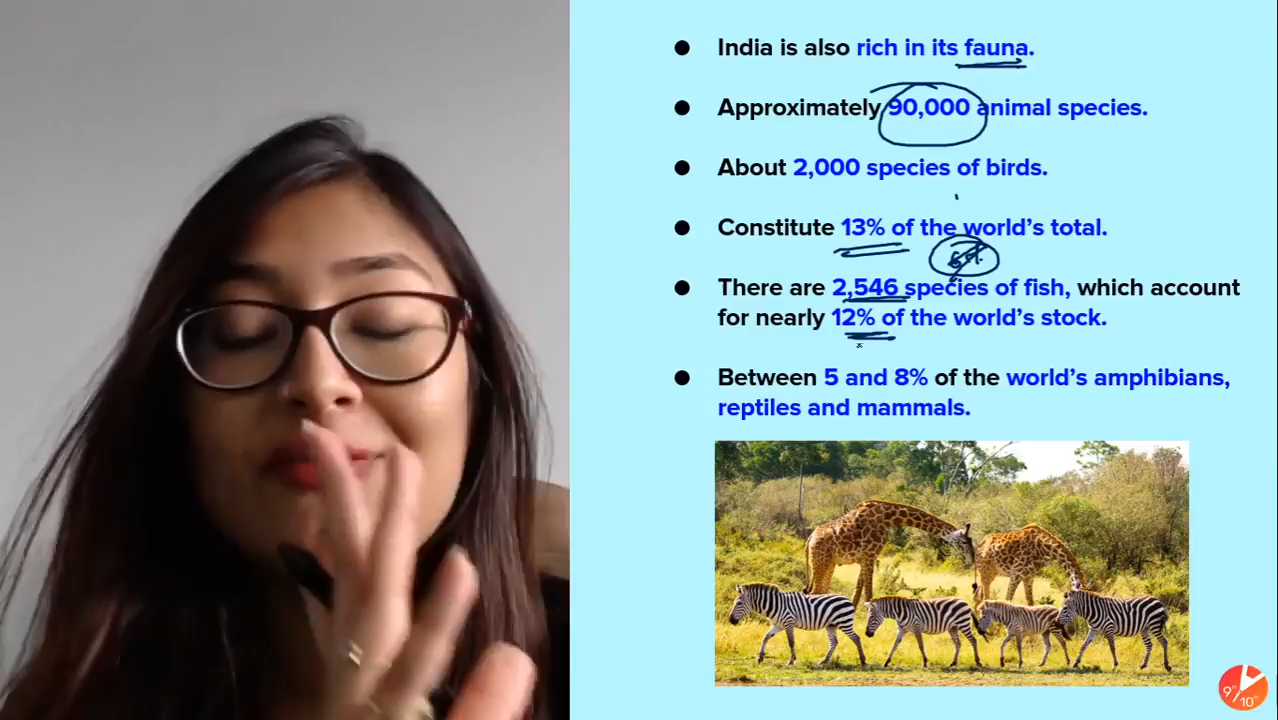 ● India is also rich in its fauna.
● Approximately 90,000 animal species.
● About 2,000 species of birds.
● Constitute 13% of the world's total.
● There are 2,546 species of fish, which account
for nearly 12% of the world's stock.
● Between 5 and 8% of the world's amphibians,
reptiles and mammals.
9th/10th